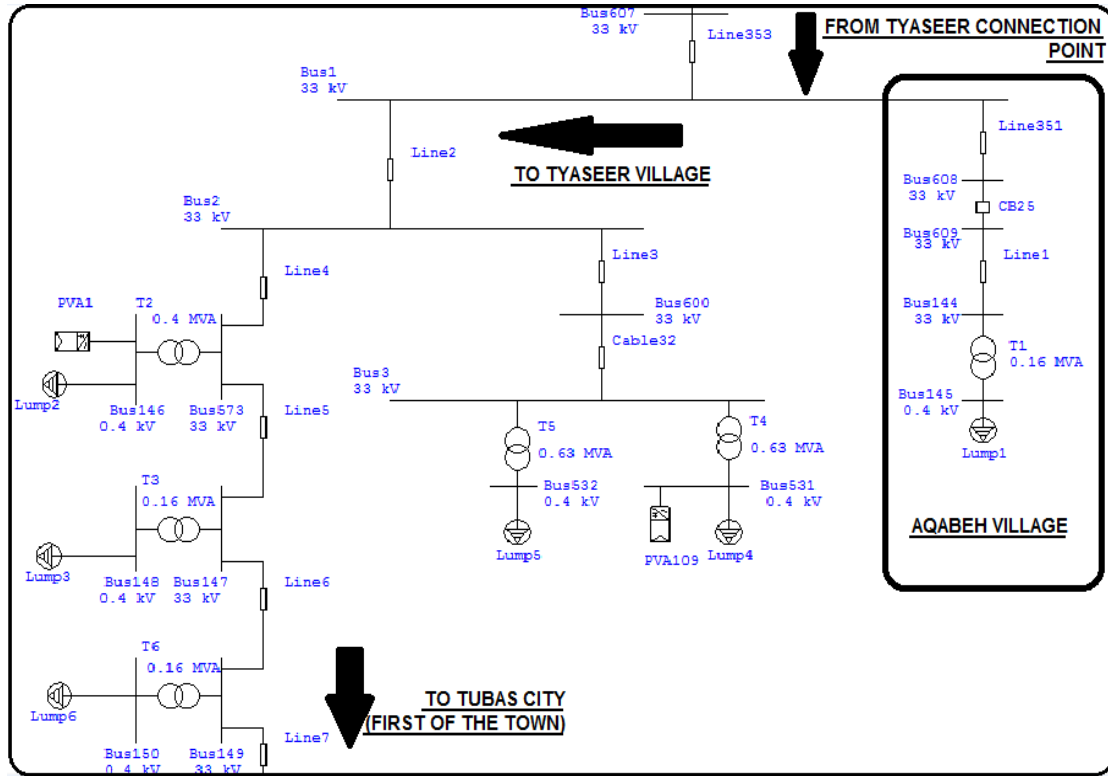 Bus607
33 kV
Line353
FROM TYASEER CONNECTION
POINT
Bus1
33 kV
Line351
Line2
TO TYASEER VILLAGE
Bus608
33 kV
CB25
Bus2
33 kV
Bus609
33 kV
Line4
Line3
Line1
PVA1
T2
0.4 MVA
Bus600
33 kV
Bus144
33 kV
Cable32
T1
0.16 MVA
Bus3
33 kV
Bus145
0.4 kV
Lump2
Bus146
0.4 kV
Bus573
33 kV
Line5
T5
0.63 MVA
T4
0.63 MVA
Lump1
T3
0.16 MVA
Bus532
0.4 kV
Bus531
0.4 kV
AQABEH VILLAGE
Lump5
PVA109
Lump4
Lump3
Bus148
0.4 kV
Bus147
33 kV
Line6
T6
0.16 MVA
TO TUBAS CITY
(FIRST OF THE TOWN)
Lump6
Line7
Bus150
0.4 kV
Bus149
33 kV